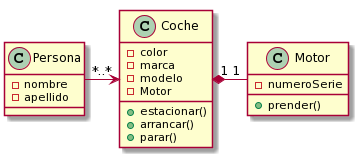 C Persona
nombre
apellido
*..*
C Coche
color
marca
modelo
Motor
estacionar()
arrancar()
parar()
1 1
C Motor
numeroSerie
prender()